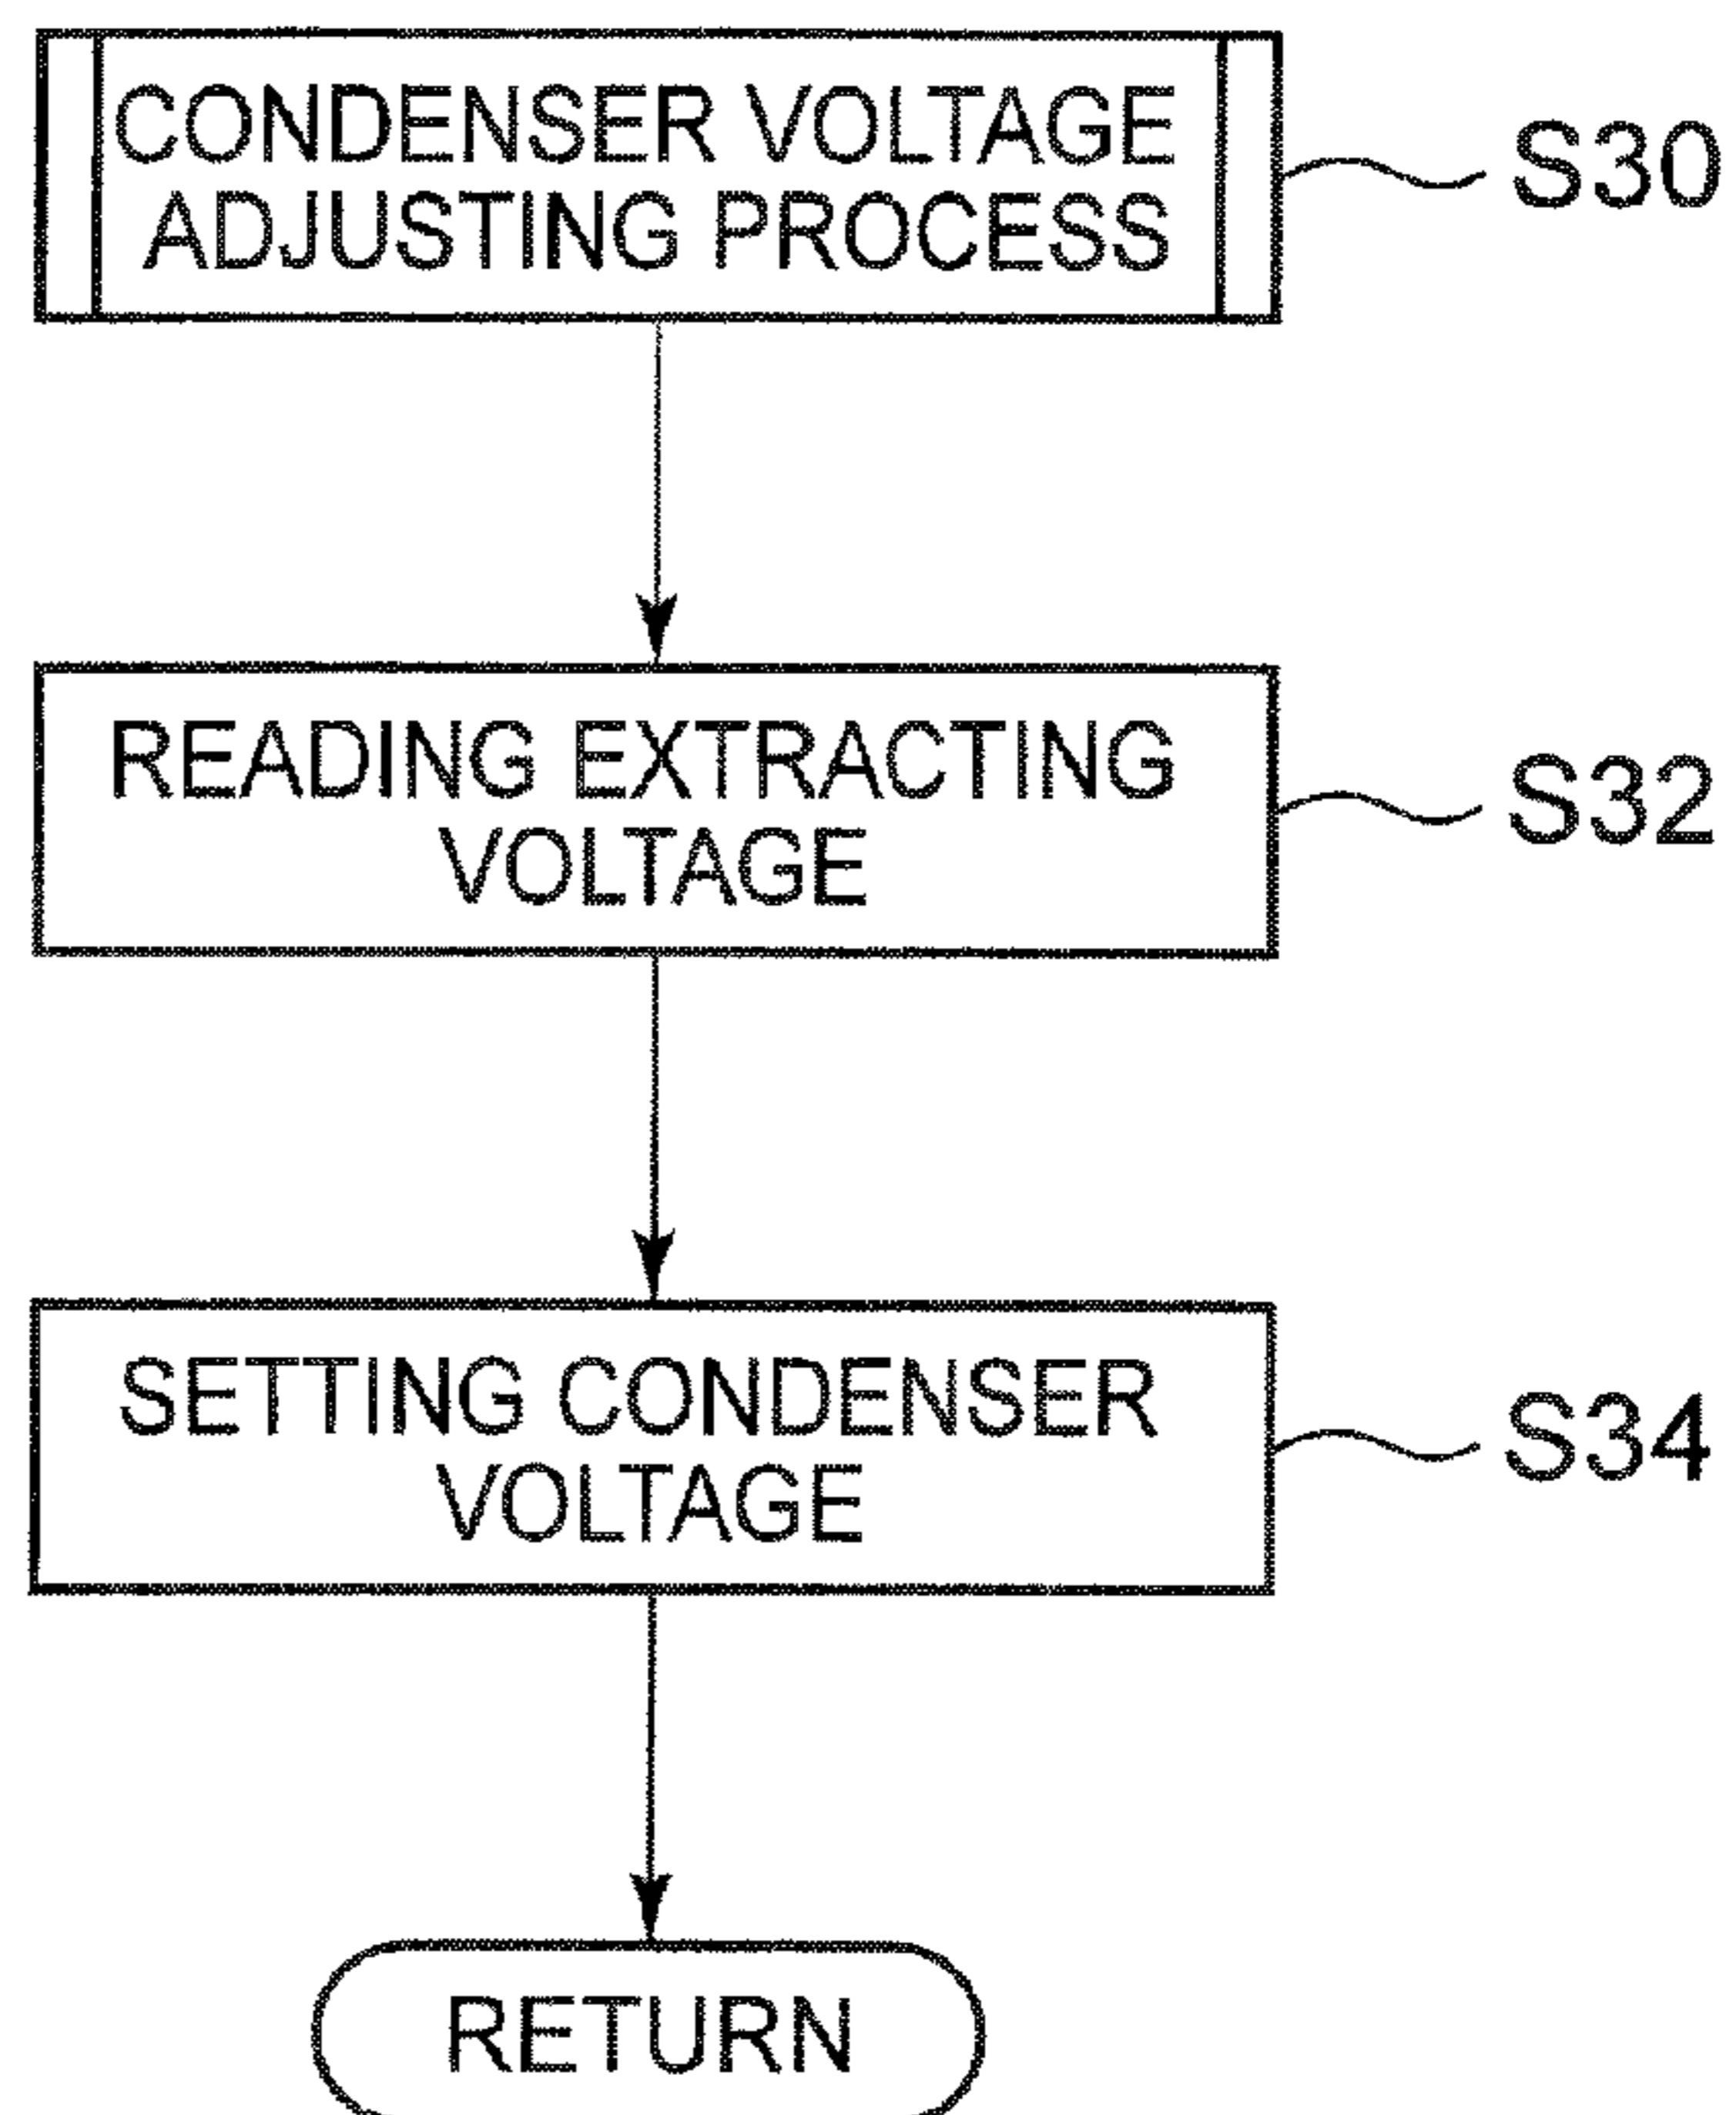 CONDENSER VOLTAGE
ADJUSTING PROCESS
S30
READING EXTRACTING
VOLTAGE
S32
SETTING CONDENSER
VOLTAGE
S34
RETURN